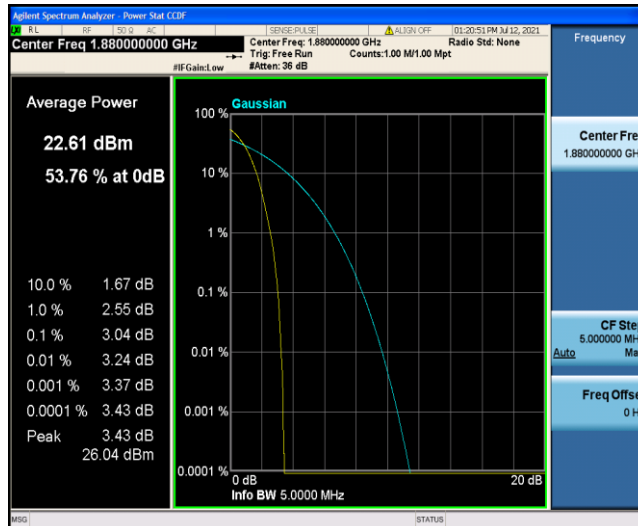 Agilent Spectrum Analyzer - Power Stat CCDF
RL RF 50 Ω AC SENSE:PULSE ALIGN OFF 01:20:51 PM Jul 12, 2021
Center Freq 1.880000000 GHz
Center Freq: 1.880000000 GHz Radio Std: None
Trig: Free Run Counts:1.00 M/1.00 Mpt
#IFGain:Low #Atten: 36 dB
Frequency
Average Power
22.61 dBm
53.76 % at 0dB
10.0 % 1.67 dB
1.0 % 2.55 dB
0.1 % 3.04 dB
0.01 % 3.24 dB
0.001 % 3.37 dB
0.0001 % 3.43 dB
Peak 3.43 dB
26.04 dBm
Gaussian
100 %
10 %
1 %
0.1 %
0.01 %
0.001 %
0.0001 %
0 dB 20 dB
Info BW 5.0000 MHz
Center Fre
1.880000000 GH
CF Ste
5.000000 MH
Auto Ma
Freq Offse
0 H
MSG STATUS